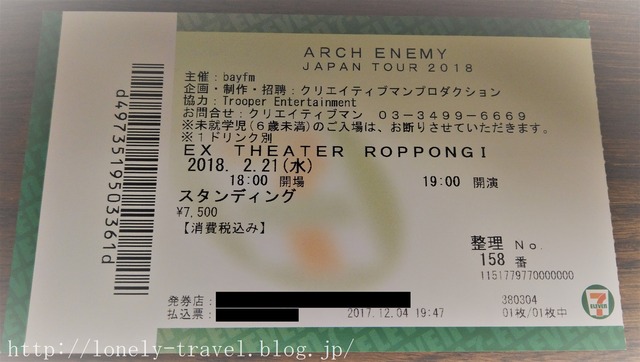 ARCH ENEMY
JAPAN TOUR 2018
主催：bayfm
企画・制作・招聘：クリエイティブマンプロダクション
協力：Trooper Entertainment
お問合せ：クリエイティブマン　03-3499-6669
※未就学児(6歳未満)のご入場は、お断りさせていただきます。
※1ドリンク別
EX THEATER ROPPONGI
2018. 2.21(水)
18:00 開場 19:00 開演
スタンディング
¥7,500
【消費税込み】
整理 No.
158 番
1151779770000000
発券店：
380304
払込票： 2017.12.04 19:47 01枚/01枚中
7 ELEVEN
d4973519503361d
http://lonely-travel.blog.jp/